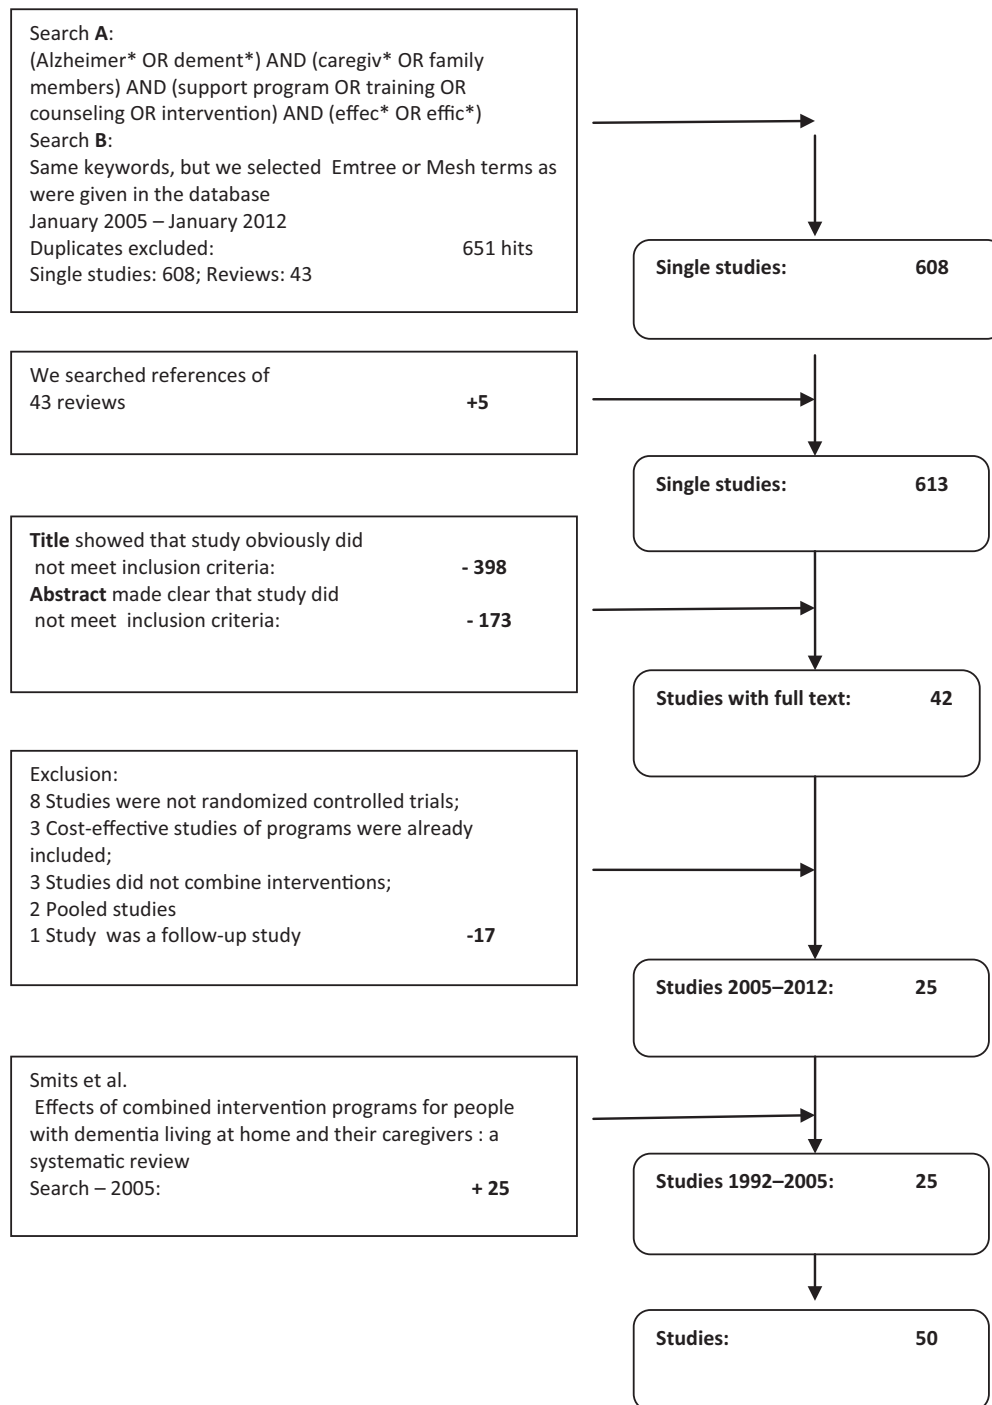 Search A:
(Alzheimer* OR dement*) AND (caregiv* OR family
members) AND (support program OR training OR
counseling OR intervention) AND (effec* OR effic*)
Search B:
Same keywords, but we selected Emtree or Mesh terms as
were given in the database
January 2005 – January 2012
Duplicates excluded: 651 hits
Single studies: 608; Reviews: 43
Single studies: 608
We searched references of
43 reviews +5
Single studies: 613
Title showed that study obviously did
not meet inclusion criteria: - 398
Abstract made clear that study did
not meet inclusion criteria: - 173
Studies with full text: 42
Exclusion:
8 Studies were not randomized controlled trials;
3 Cost-effective studies of programs were already
included;
3 Studies did not combine interventions;
2 Pooled studies
1 Study was a follow-up study -17
Studies 2005–2012: 25
Smits et al.
Effects of combined intervention programs for people
with dementia living at home and their caregivers : a
systematic review
Search – 2005: + 25
Studies 1992–2005: 25
Studies: 50